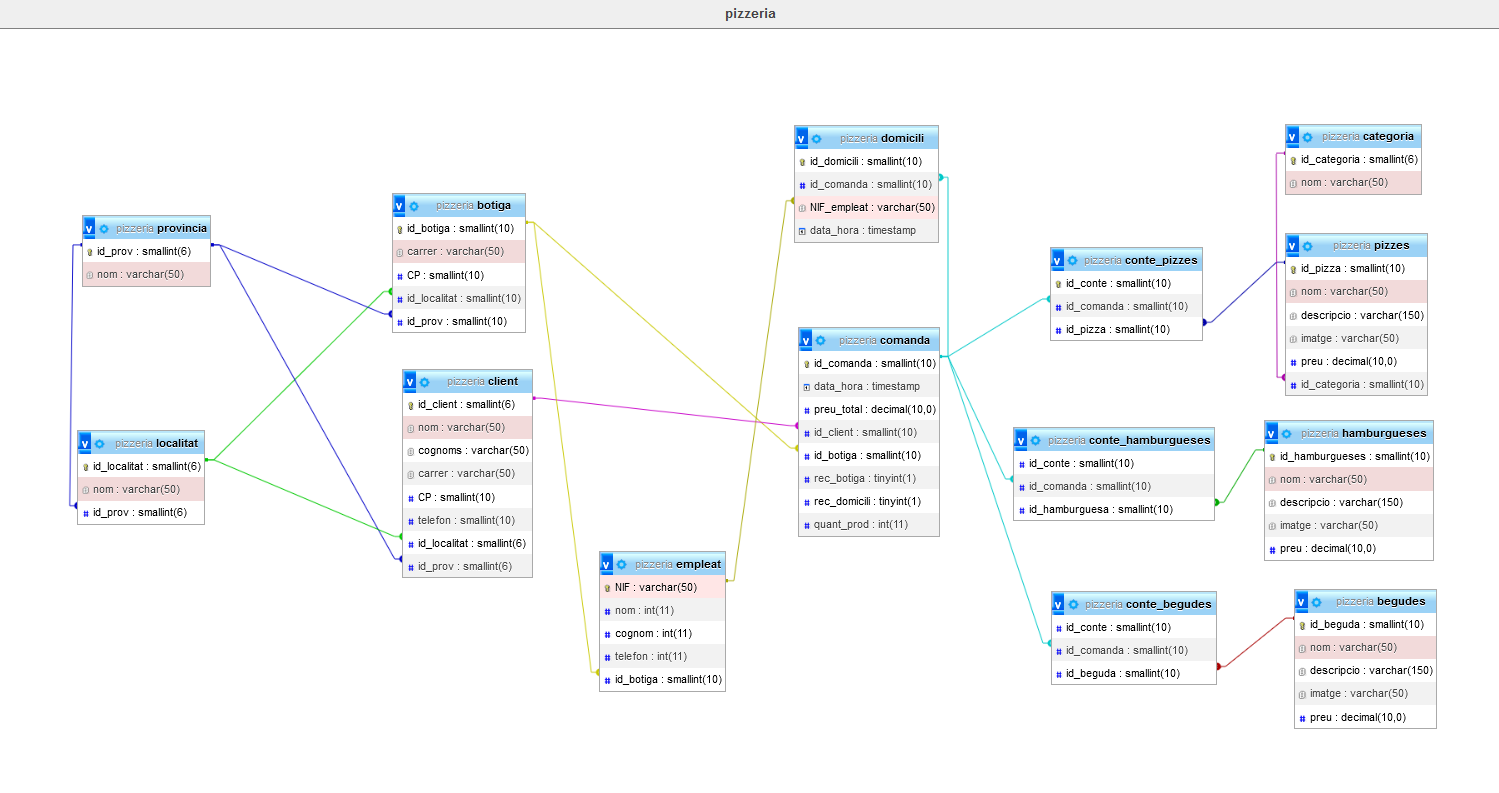 pizzeria
pizzeria provincia
id_prov : smallint(6)
nom : varchar(50)
pizzeria localitat
id_localitat : smallint(6)
nom : varchar(50)
id_prov : smallint(6)
pizzeria botiga
id_botiga : smallint(10)
carrer : varchar(50)
CP : smallint(10)
id_localitat : smallint(10)
id_prov : smallint(10)
pizzeria client
id_client : smallint(6)
nom : varchar(50)
cognoms : varchar(50)
carrer : varchar(50)
CP : smallint(10)
telefon : smallint(10)
id_localitat : smallint(6)
id_prov : smallint(6)
pizzeria empleat
NIF : varchar(50)
nom : int(11)
cognom : int(11)
telefon : int(11)
id_botiga : smallint(10)
pizzeria domicili
id_domicili : smallint(10)
id_comanda : smallint(10)
NIF_empleat : varchar(50)
data_hora : timestamp
pizzeria comanda
id_comanda : smallint(10)
data_hora : timestamp
preu_total : decimal(10,0)
id_client : smallint(10)
id_botiga : smallint(10)
rec_botiga : tinyint(1)
rec_domicili : tinyint(1)
quant_prod : int(11)
pizzeria conte_pizzes
id_conte : smallint(10)
id_comanda : smallint(10)
id_pizza : smallint(10)
pizzeria conte_hamburgueses
id_conte : smallint(10)
id_comanda : smallint(10)
id_hamburguesa : smallint(10)
pizzeria conte_begudes
id_conte : smallint(10)
id_comanda : smallint(10)
id_beguda : smallint(10)
pizzeria categoria
id_categoria : smallint(6)
nom : varchar(50)
pizzeria pizzes
id_pizza : smallint(10)
nom : varchar(50)
descripcio : varchar(150)
imatge : varchar(50)
preu : decimal(10,0)
id_categoria : smallint(10)
pizzeria hamburgueses
id_hamburgueses : smallint(10)
nom : varchar(50)
descripcio : varchar(150)
imatge : varchar(50)
preu : decimal(10,0)
pizzeria begudes
id_beguda : smallint(10)
nom : varchar(50)
descripcio : varchar(150)
imatge : varchar(50)
preu : decimal(10,0)